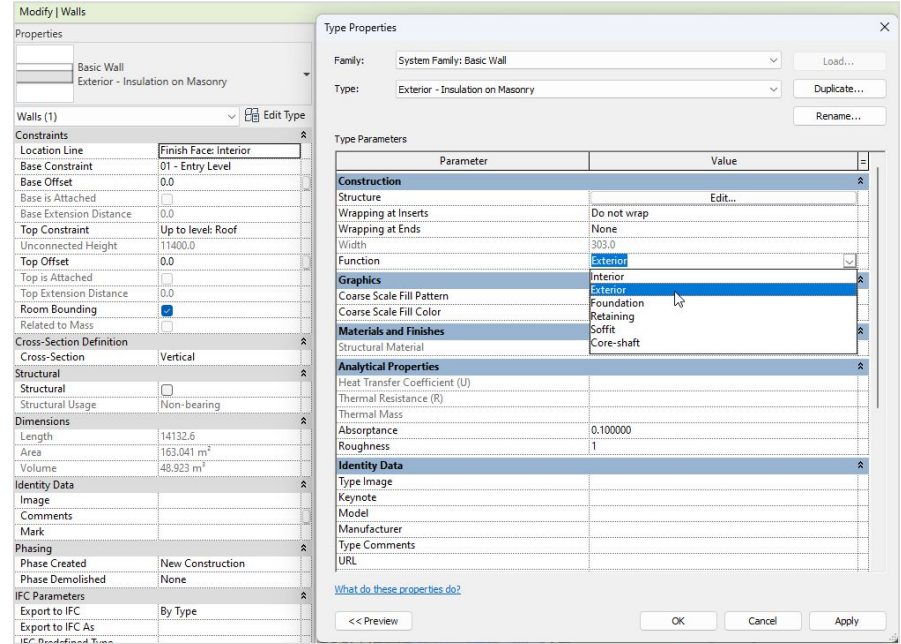 Modify | Walls
Properties
Basic Wall
Exterior - Insulation on Masonry
Walls (1)
Edit Type
Constraints
Location Line Finish Face: Interior
Base Constraint 01 - Entry Level
Base Offset 0.0
Base is Attached
Base Extension Distance 0.0
Top Constraint Up to level: Roof
Unconnected Height 11400.0
Top Offset 0.0
Top is Attached
Top Extension Distance 0.0
Room Bounding
Related to Mass
Cross-Section Definition
Cross-Section Vertical
Structural
Structural
Structural Usage Non-bearing
Dimensions
Length 14132.6
Area 163.041 m²
Volume 48.923 m³
Identity Data
Image
Comments
Mark
Phasing
Phase Created New Construction
Phase Demolished None
IFC Parameters
Export to IFC By Type
Export to IFC As
IFC Predefined Type
Type Properties
Family: System Family: Basic Wall Load...
Type: Exterior - Insulation on Masonry Duplicate...
Rename...
Type Parameters
Parameter Value =
Construction
Structure Edit...
Wrapping at Inserts Do not wrap
Wrapping at Ends None
Width 303.0
Function Exterior
Interior
Exterior
Foundation
Retaining
Soffit
Core-shaft
Graphics
Coarse Scale Fill Pattern
Coarse Scale Fill Color
Materials and Finishes
Structural Material
Analytical Properties
Heat Transfer Coefficient (U)
Thermal Resistance (R)
Thermal Mass
Absorptance 0.100000
Roughness 1
Identity Data
Type Image
Keynote
Model
Manufacturer
Type Comments
URL
What do these properties do?
<< Preview OK Cancel Apply